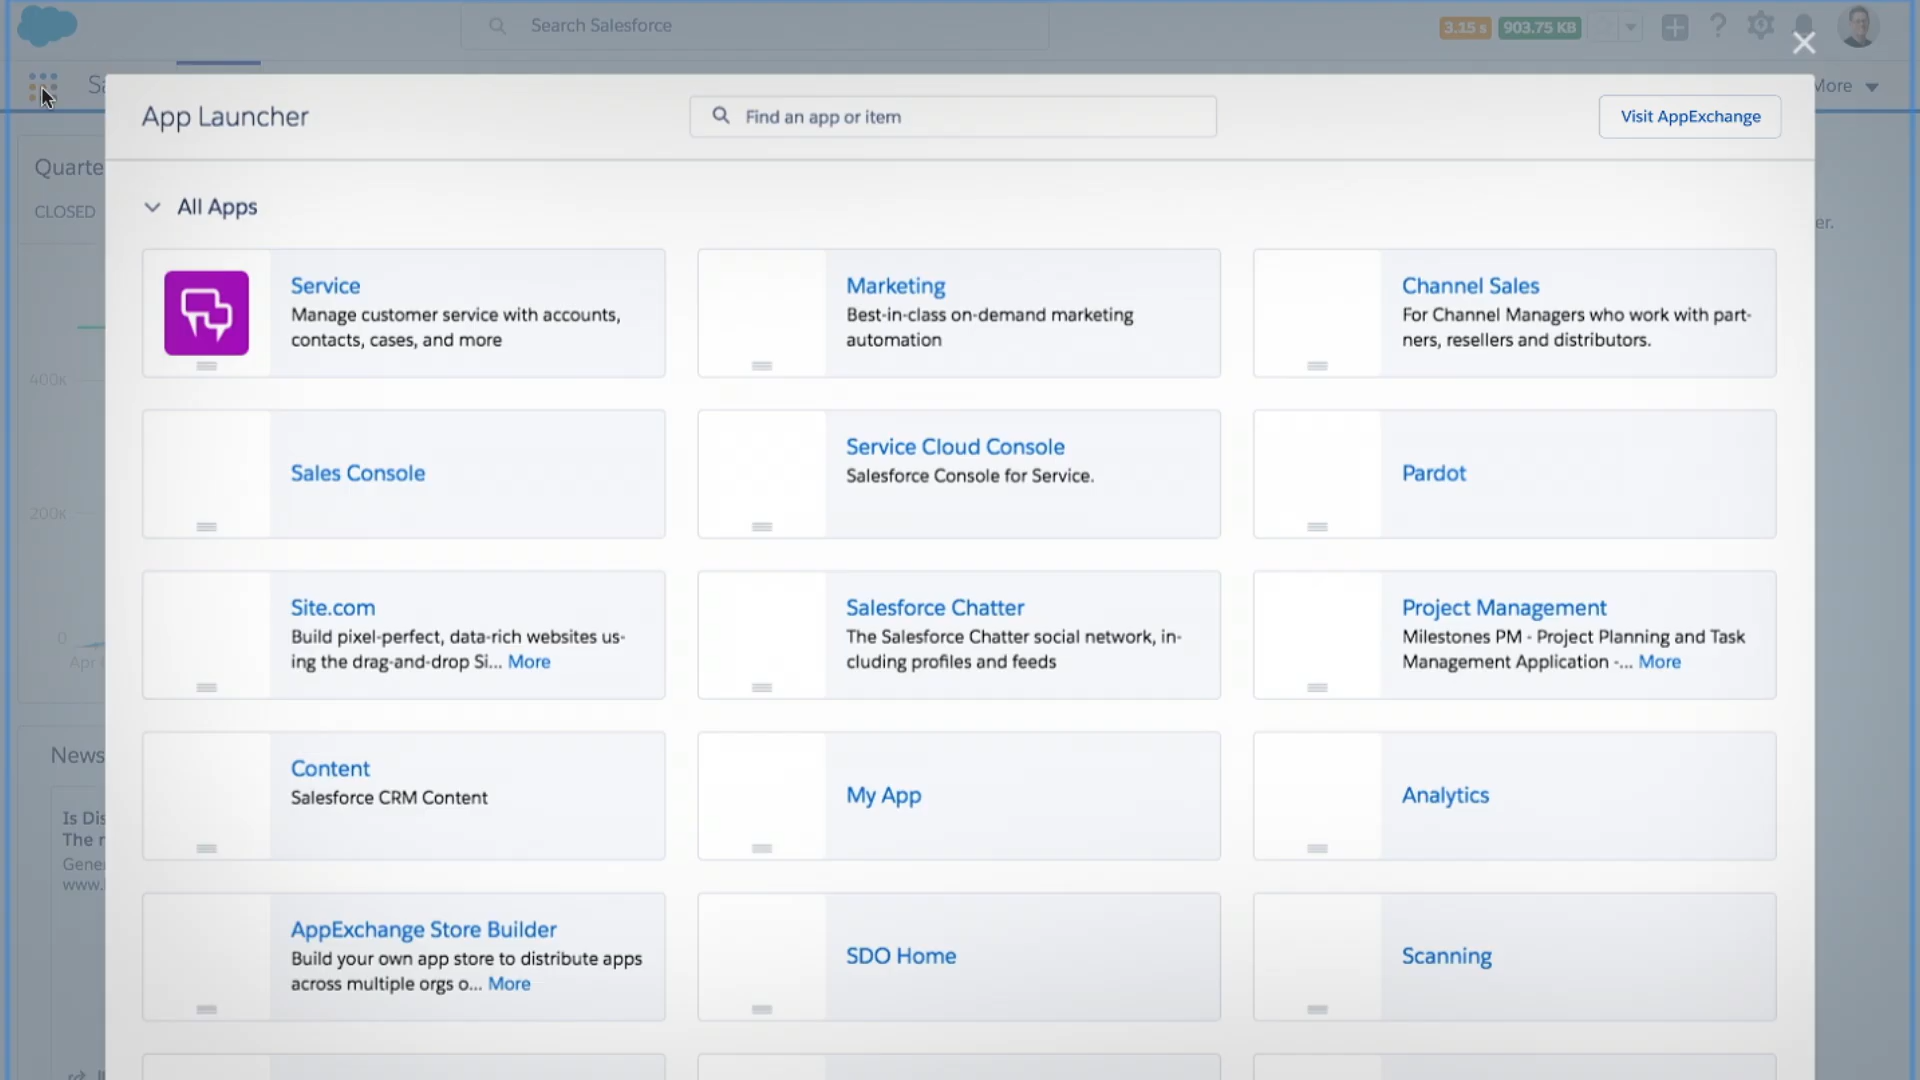 Search Salesforce
3.15 s
903.75 KB
More
App Launcher
Find an app or item
Visit AppExchange
Quarte
CLOSED
er.
All Apps
Service
Manage customer service with accounts,
contacts, cases, and more
Marketing
Best-in-class on-demand marketing
automation
Channel Sales
For Channel Managers who work with part-
ners, resellers and distributors.
400K
Sales Console
Service Cloud Console
Salesforce Console for Service.
Pardot
200K
Site.com
Build pixel-perfect, data-rich websites us-
ing the drag-and-drop Si... More
Salesforce Chatter
The Salesforce Chatter social network, in-
cluding profiles and feeds
Project Management
Milestones PM - Project Planning and Task
Management Application -... More
0
Apr
News
Content
Salesforce CRM Content
My App
Analytics
Is Dis
The n
Gener
www.
AppExchange Store Builder
Build your own app store to distribute apps
across multiple orgs o... More
SDO Home
Scanning